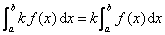 ∫_a^b k f(x) dx = k∫_a^b f(x) dx